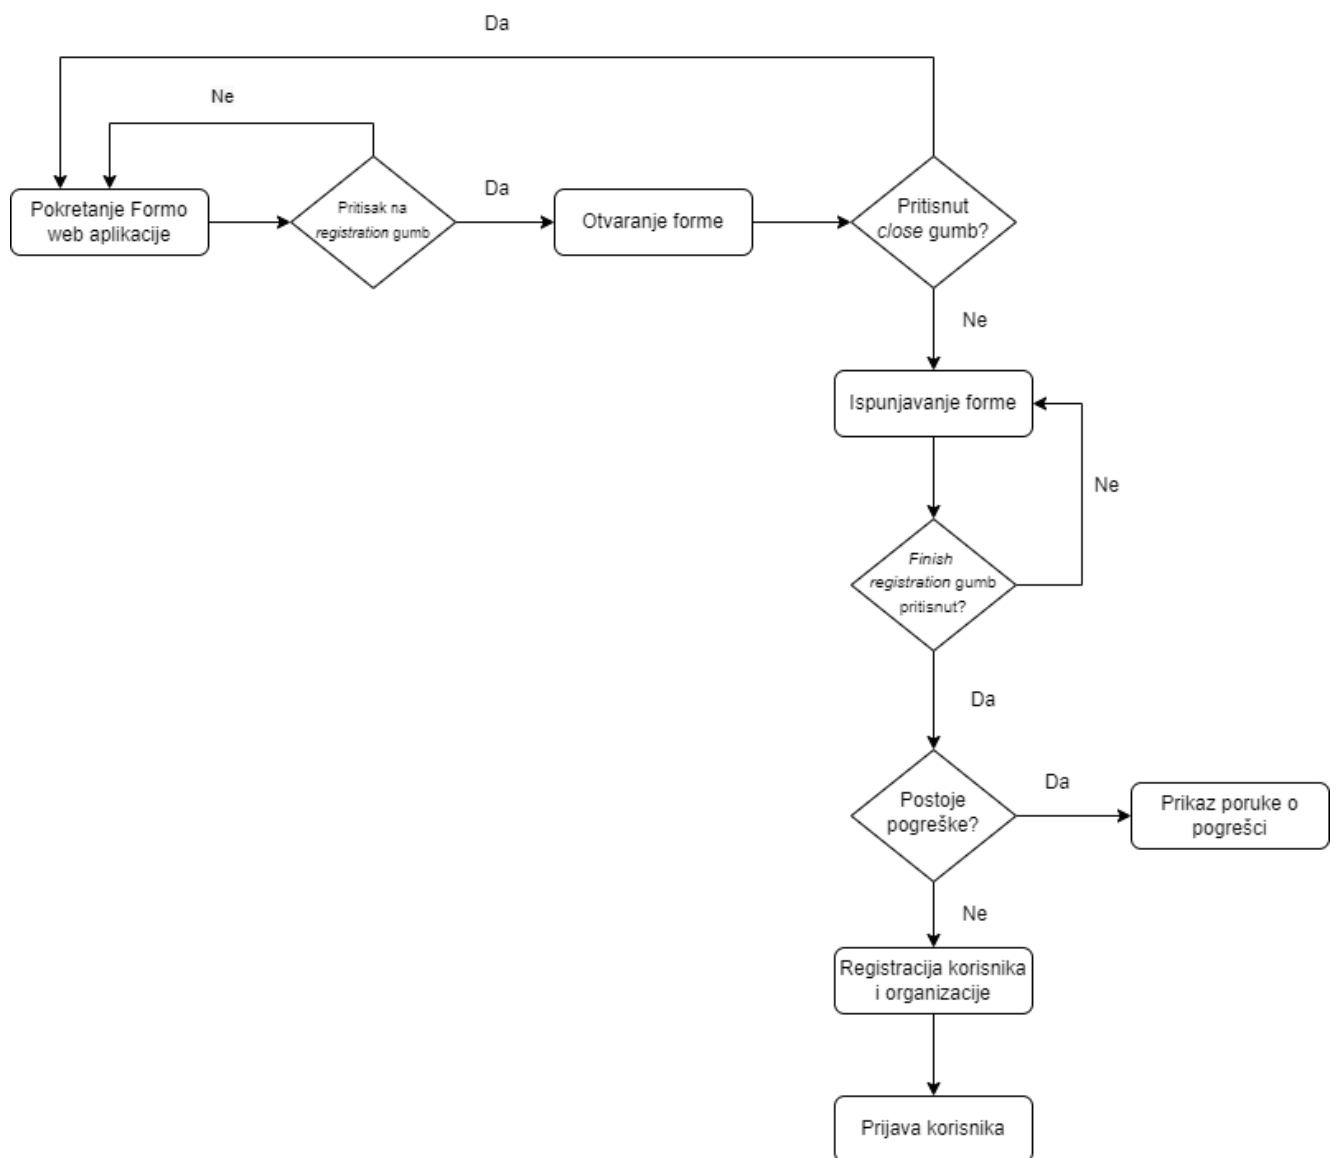 Da
Ne
Pokretanje Formo
web aplikacije
Pritisak na
registration gumb
Da
Otvaranje forme
Pritisnut
close gumb?
Ne
Ispunjavanje forme
Ne
Finish
registration gumb
pritisnut?
Da
Postoje
pogreške?
Da
Prikaz poruke o
pogrešci
Ne
Registracija korisnika
i organizacije
Prijava korisnika